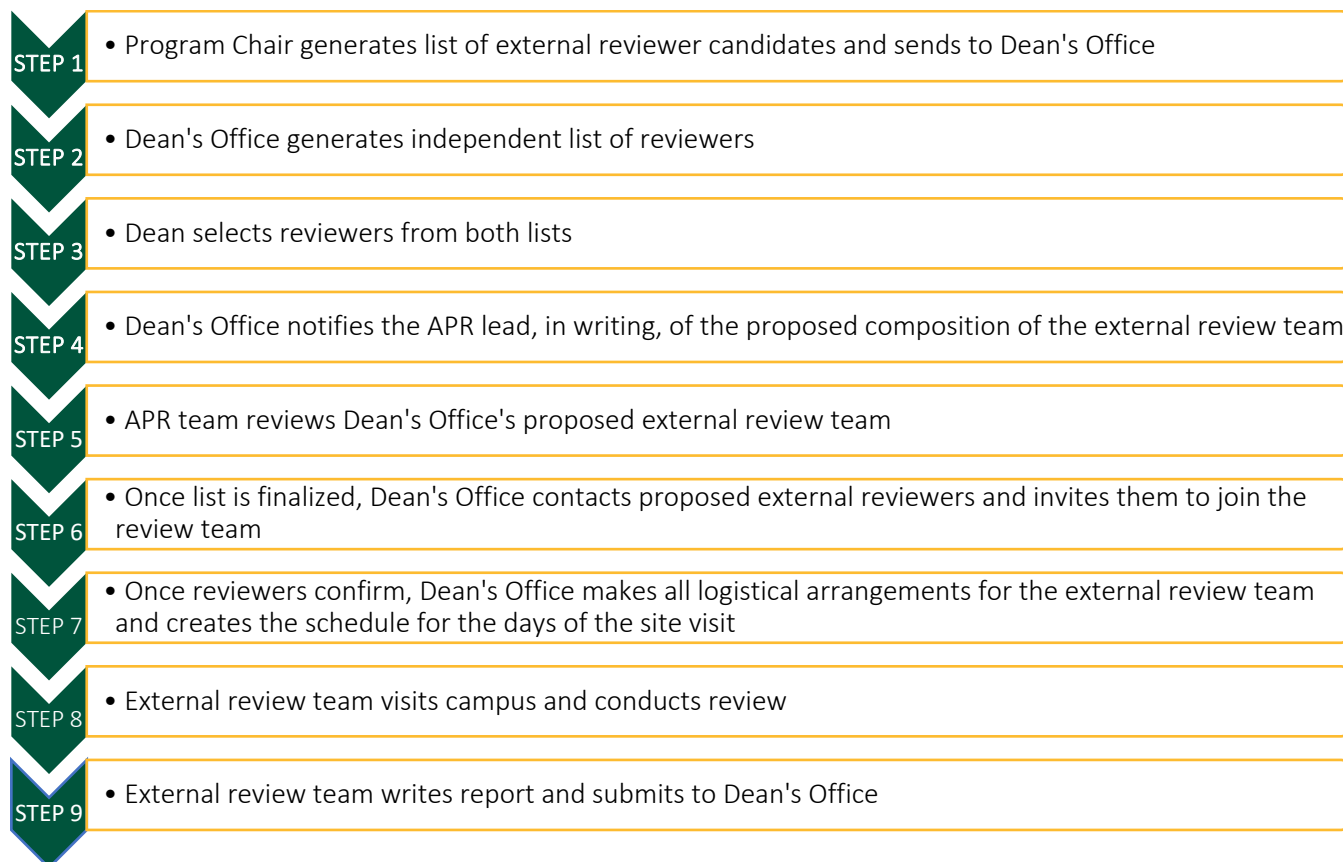 STEP 1
• Program Chair generates list of external reviewer candidates and sends to Dean's Office
STEP 2
• Dean's Office generates independent list of reviewers
STEP 3
• Dean selects reviewers from both lists
STEP 4
• Dean's Office notifies the APR lead, in writing, of the proposed composition of the external review team
STEP 5
• APR team reviews Dean's Office's proposed external review team
STEP 6
• Once list is finalized, Dean's Office contacts proposed external reviewers and invites them to join the
review team
STEP 7
• Once reviewers confirm, Dean's Office makes all logistical arrangements for the external review team
and creates the schedule for the days of the site visit
STEP 8
• External review team visits campus and conducts review
STEP 9
• External review team writes report and submits to Dean's Office